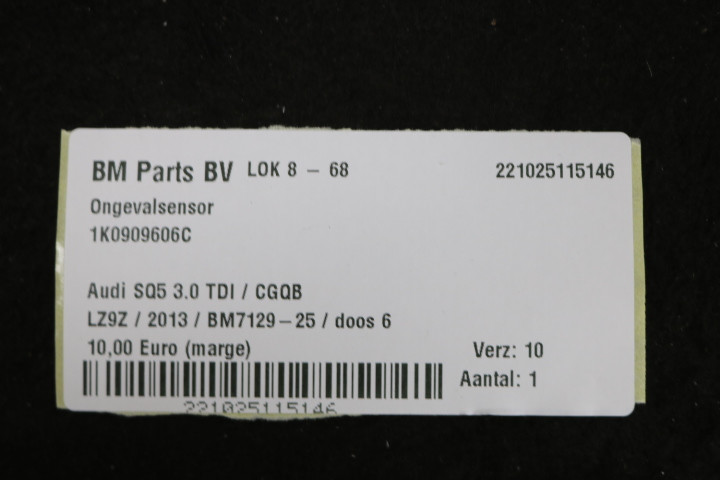 BM Parts BV LOK 8 - 68 221025115146
Ongevalsensor
1K0909606C
Audi SQ5 3.0 TDI / CGQB
LZ9Z / 2013 / BM7129-25 / doos 6
10,00 Euro (marge) Verz: 10
Aantal: 1
221025115146